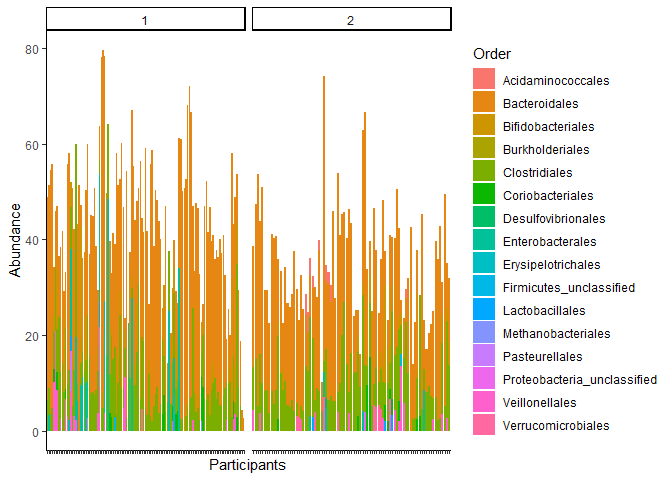 1
2
80
60
40
20
0
Abundance
Participants
Order
Acidaminococcales
Bacteroidales
Bifidobacteriales
Burkholderiales
Clostridiales
Coriobacteriales
Desulfovibrionales
Enterobacterales
Erysipelotrichales
Firmicutes_unclassified
Lactobacillales
Methanobacteriales
Pasteurellales
Proteobacteria_unclassified
Veillonellales
Verrucomicrobiales